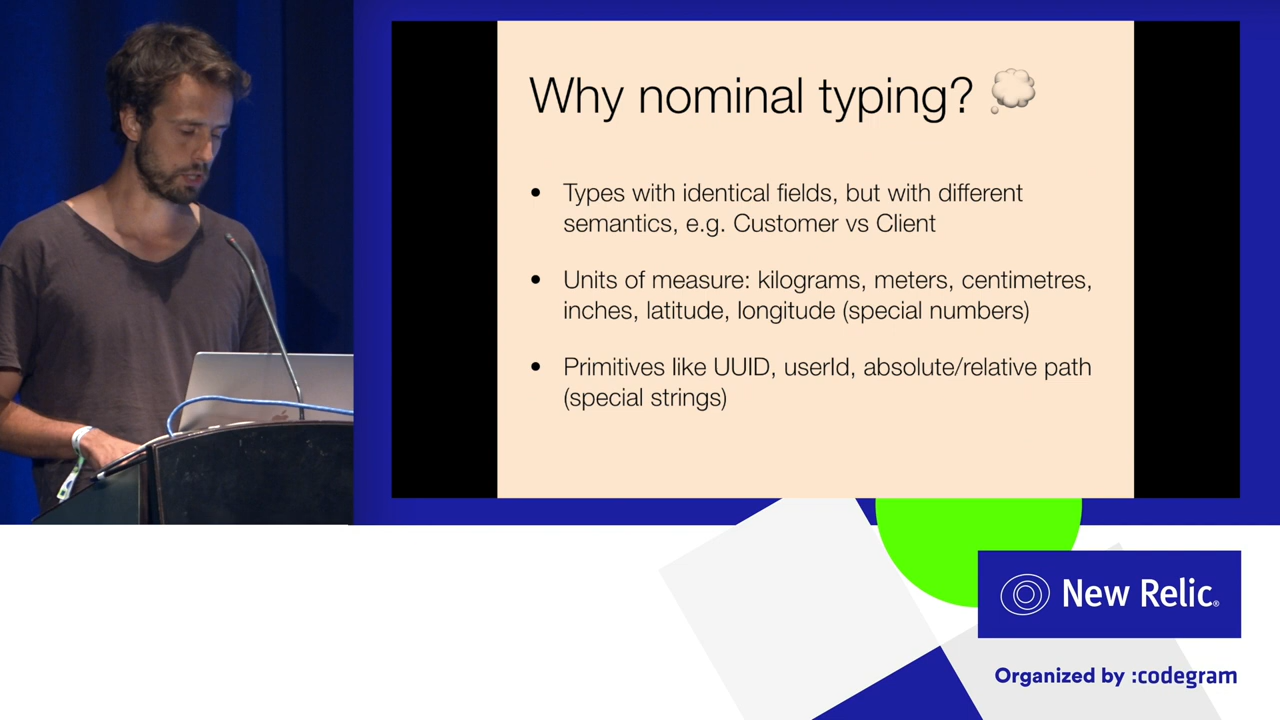 Why nominal typing?
• Types with identical fields, but with different
semantics, e.g. Customer vs Client
• Units of measure: kilograms, meters, centimetres,
inches, latitude, longitude (special numbers)
• Primitives like UUID, userId, absolute/relative path
(special strings)
New Relic®
Organized by :codegram